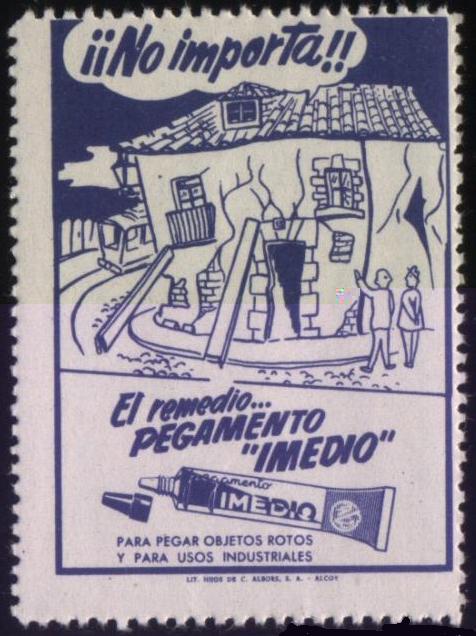 ¡¡No importa!!
El remedio...
PEGAMENTO
"IMEDIO"
pegamento
IMEDIO
PARA PEGAR OBJETOS ROTOS
Y PARA USOS INDUSTRIALES
LIT. HIJOS DE C. ALBORS, S. A. - ALCOY